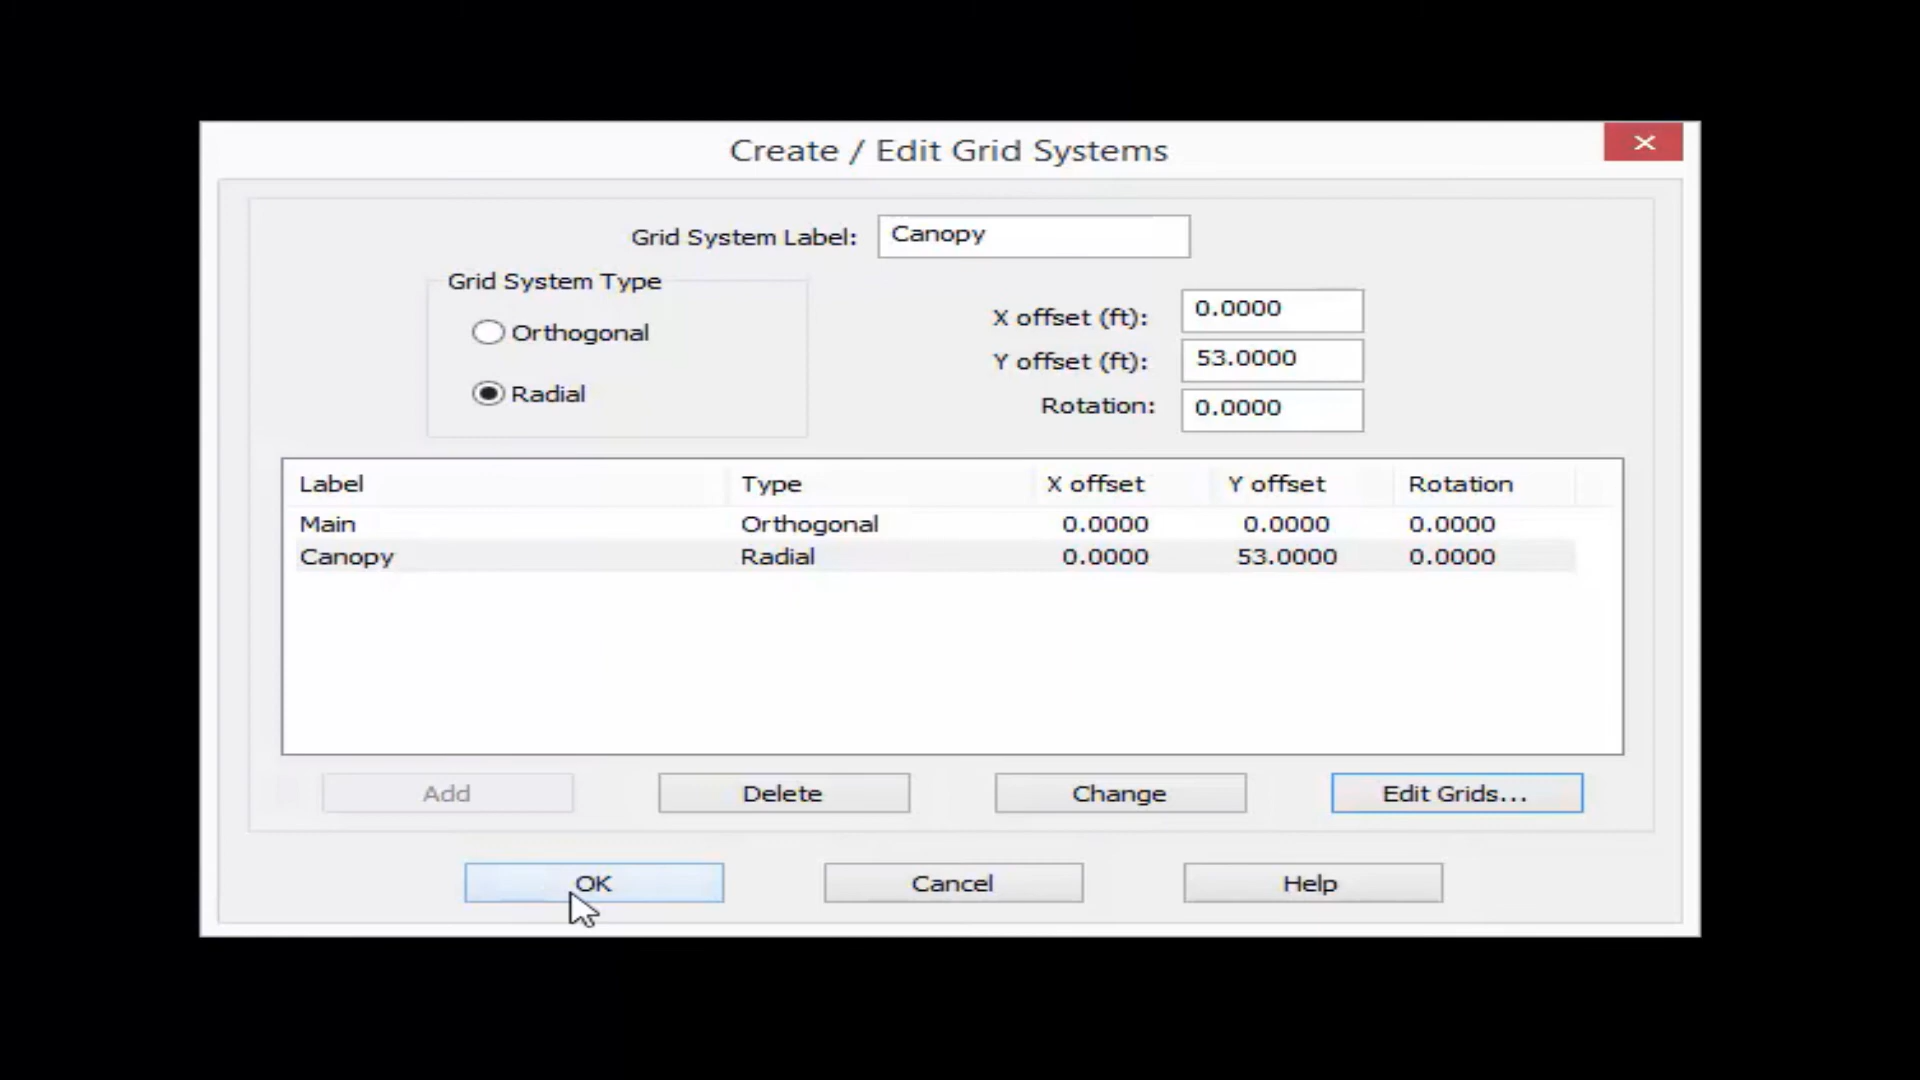 Create / Edit Grid Systems
Grid System Label: Canopy
Grid System Type
Orthogonal
Radial
X offset (ft): 0.0000
Y offset (ft): 53.0000
Rotation: 0.0000
Label Type X offset Y offset Rotation
Main Orthogonal 0.0000 0.0000 0.0000
Canopy Radial 0.0000 53.0000 0.0000
Add Delete Change Edit Grids...
OK Cancel Help